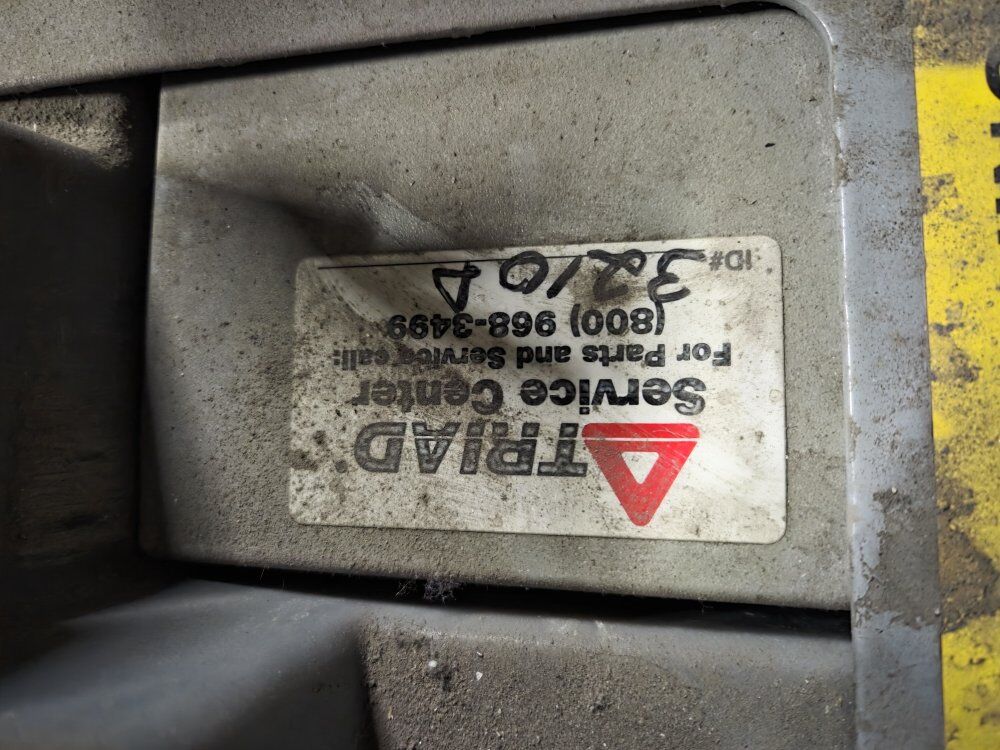 TRIAD
Service Center
For Parts and Service call:
(800) 968-3499
ID# 3210 A